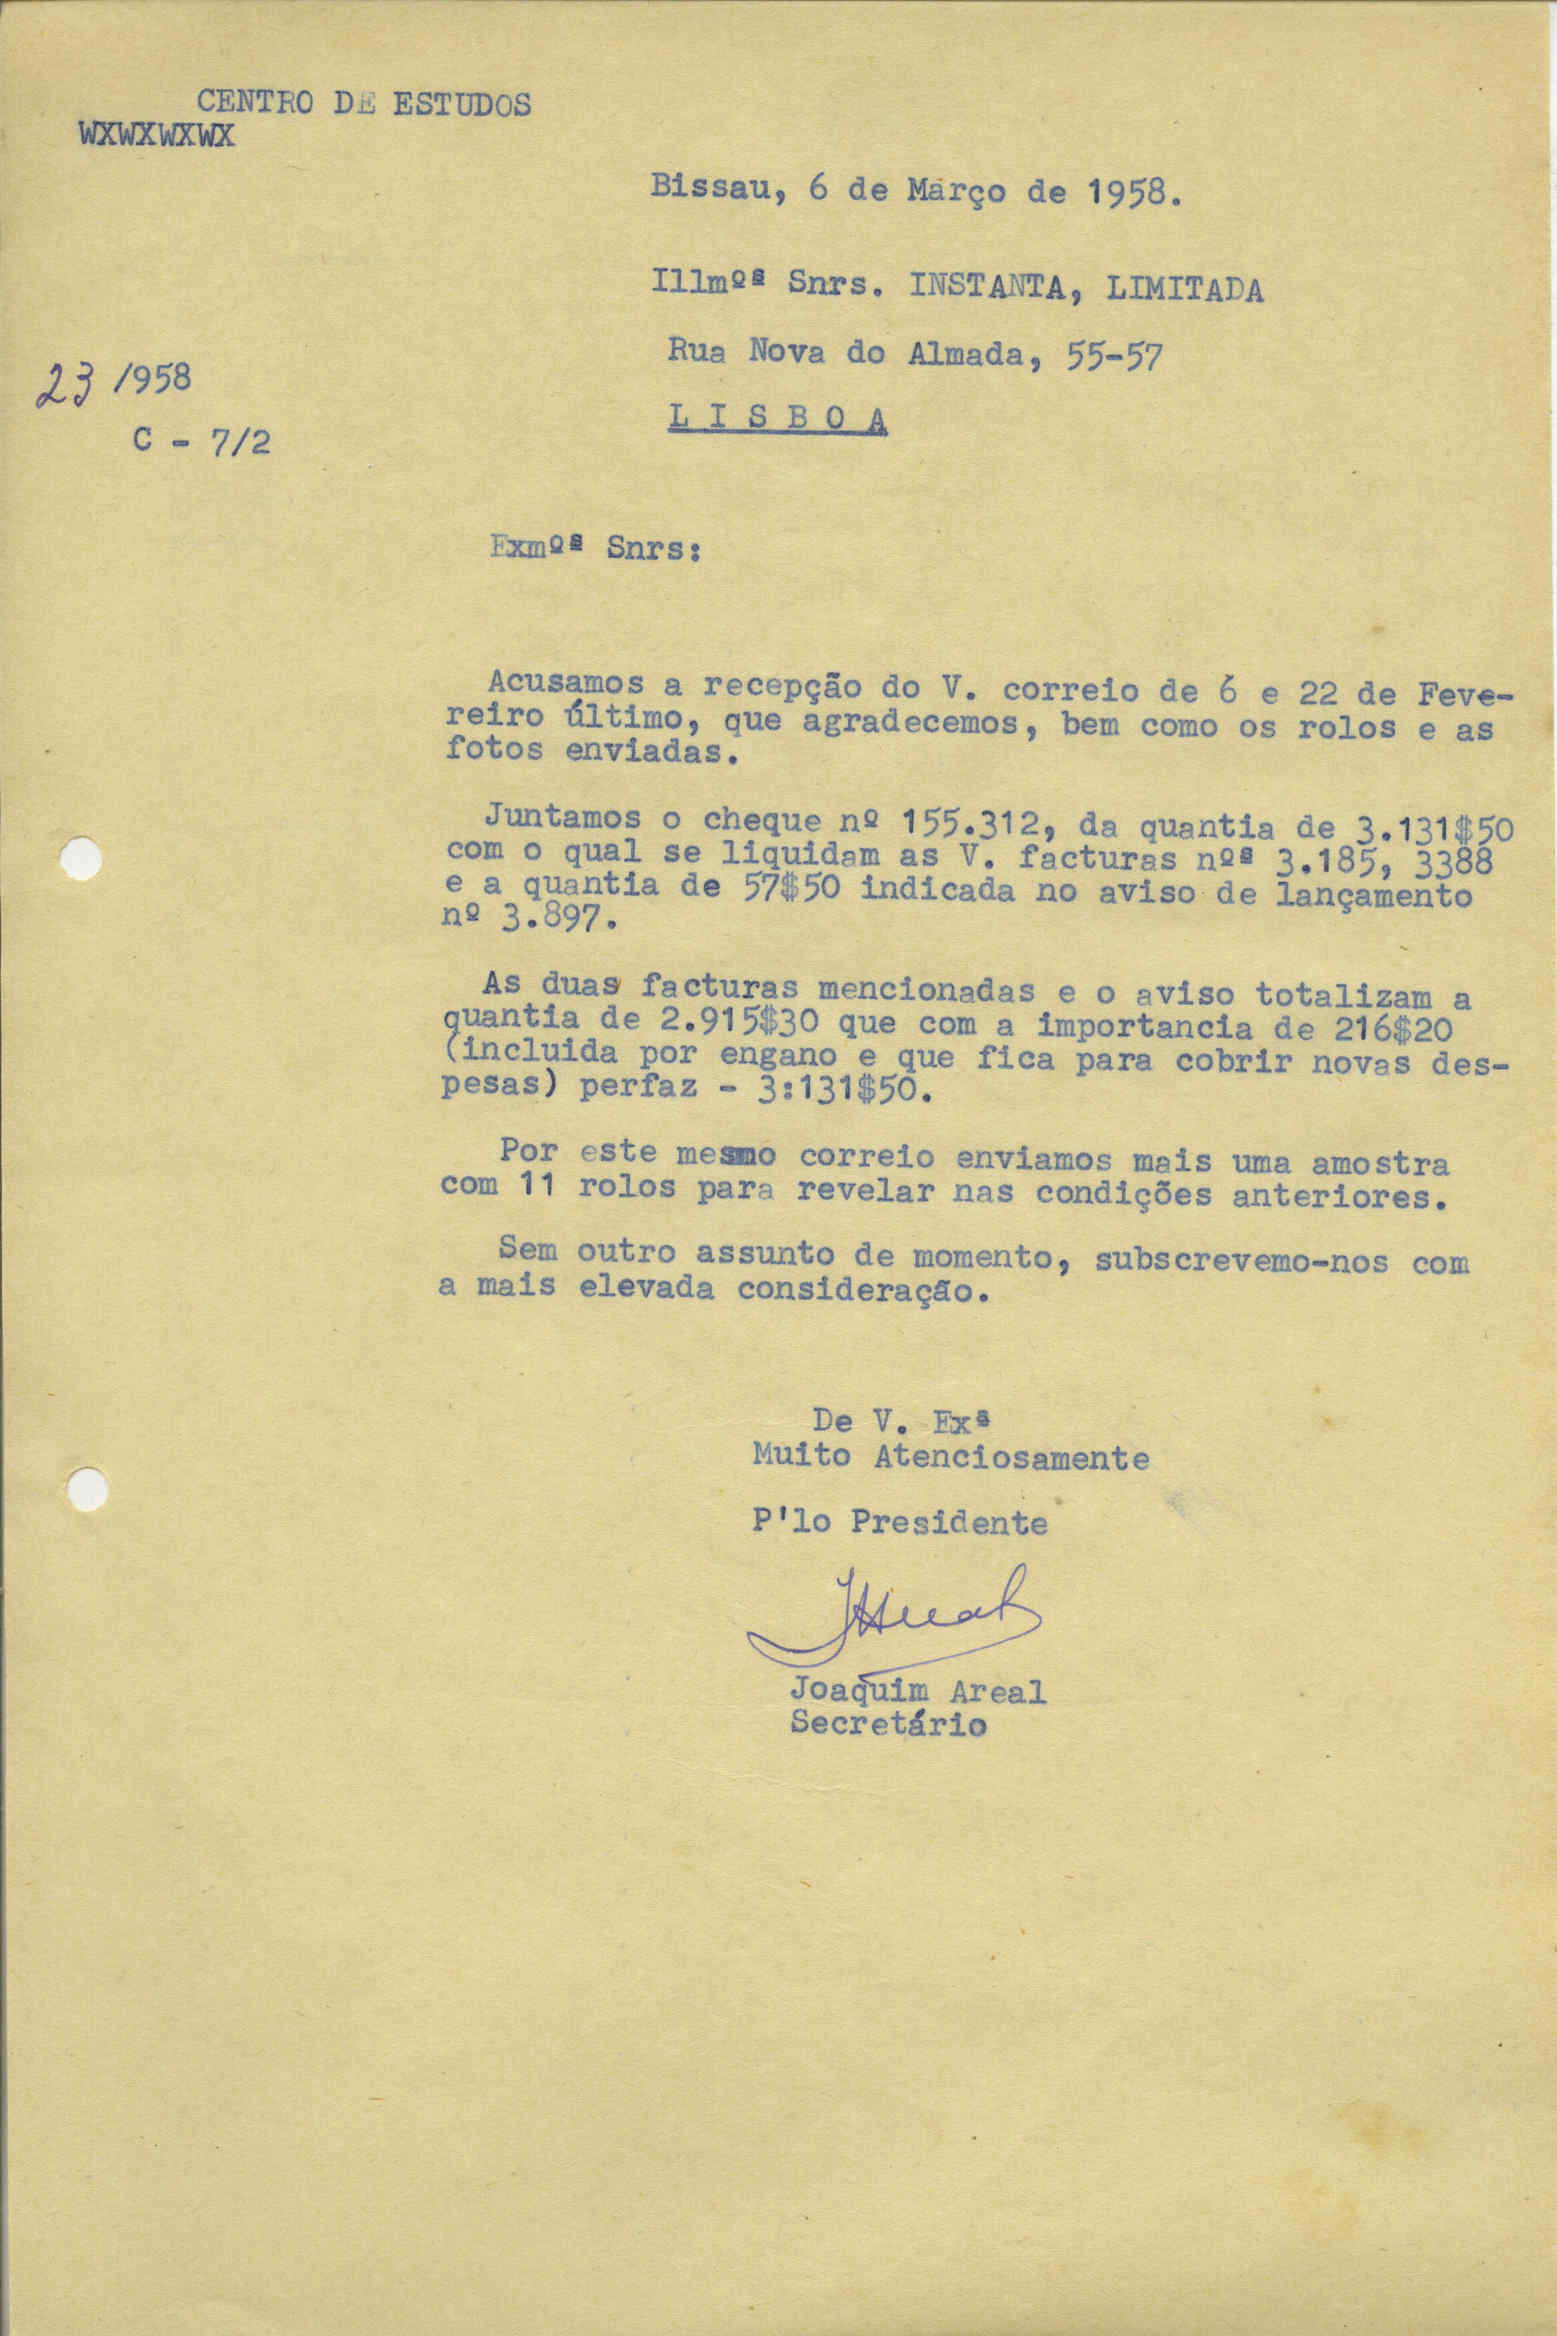 CENTRO DE ESTUDOS
WXWXWXWX
Bissau, 6 de Março de 1958.
Illmºs Snrs. INSTANTA, LIMITADA
Rua Nova do Almada, 55-57
23 /958
L I S B O A
C - 7/2
Exmºs Snrs:
Acusamos a recepção do V. correio de 6 e 22 de Feve-
reiro último, que agradecemos, bem como os rolos e as
fotos enviadas.
Juntamos o cheque nº 155.312, da quantia de 3.131$50
com o qual se liquidam as V. facturas nºs 3.185, 3388
e a quantia de 57$50 indicada no aviso de lançamento
nº 3.897.
As duas facturas mencionadas e o aviso totalizam a
quantia de 2.915$30 que com a importancia de 216$20
(incluida por engano e que fica para cobrir novas des-
pesas) perfaz - 3:131$50.
Por este mesmo correio enviamos mais uma amostra
com 11 rolos para revelar nas condições anteriores.
Sem outro assunto de momento, subscrevemo-nos com
a mais elevada consideração.
De V. Exª
Muito Atenciosamente
P'lo Presidente
Joaquim Areal
Secretário